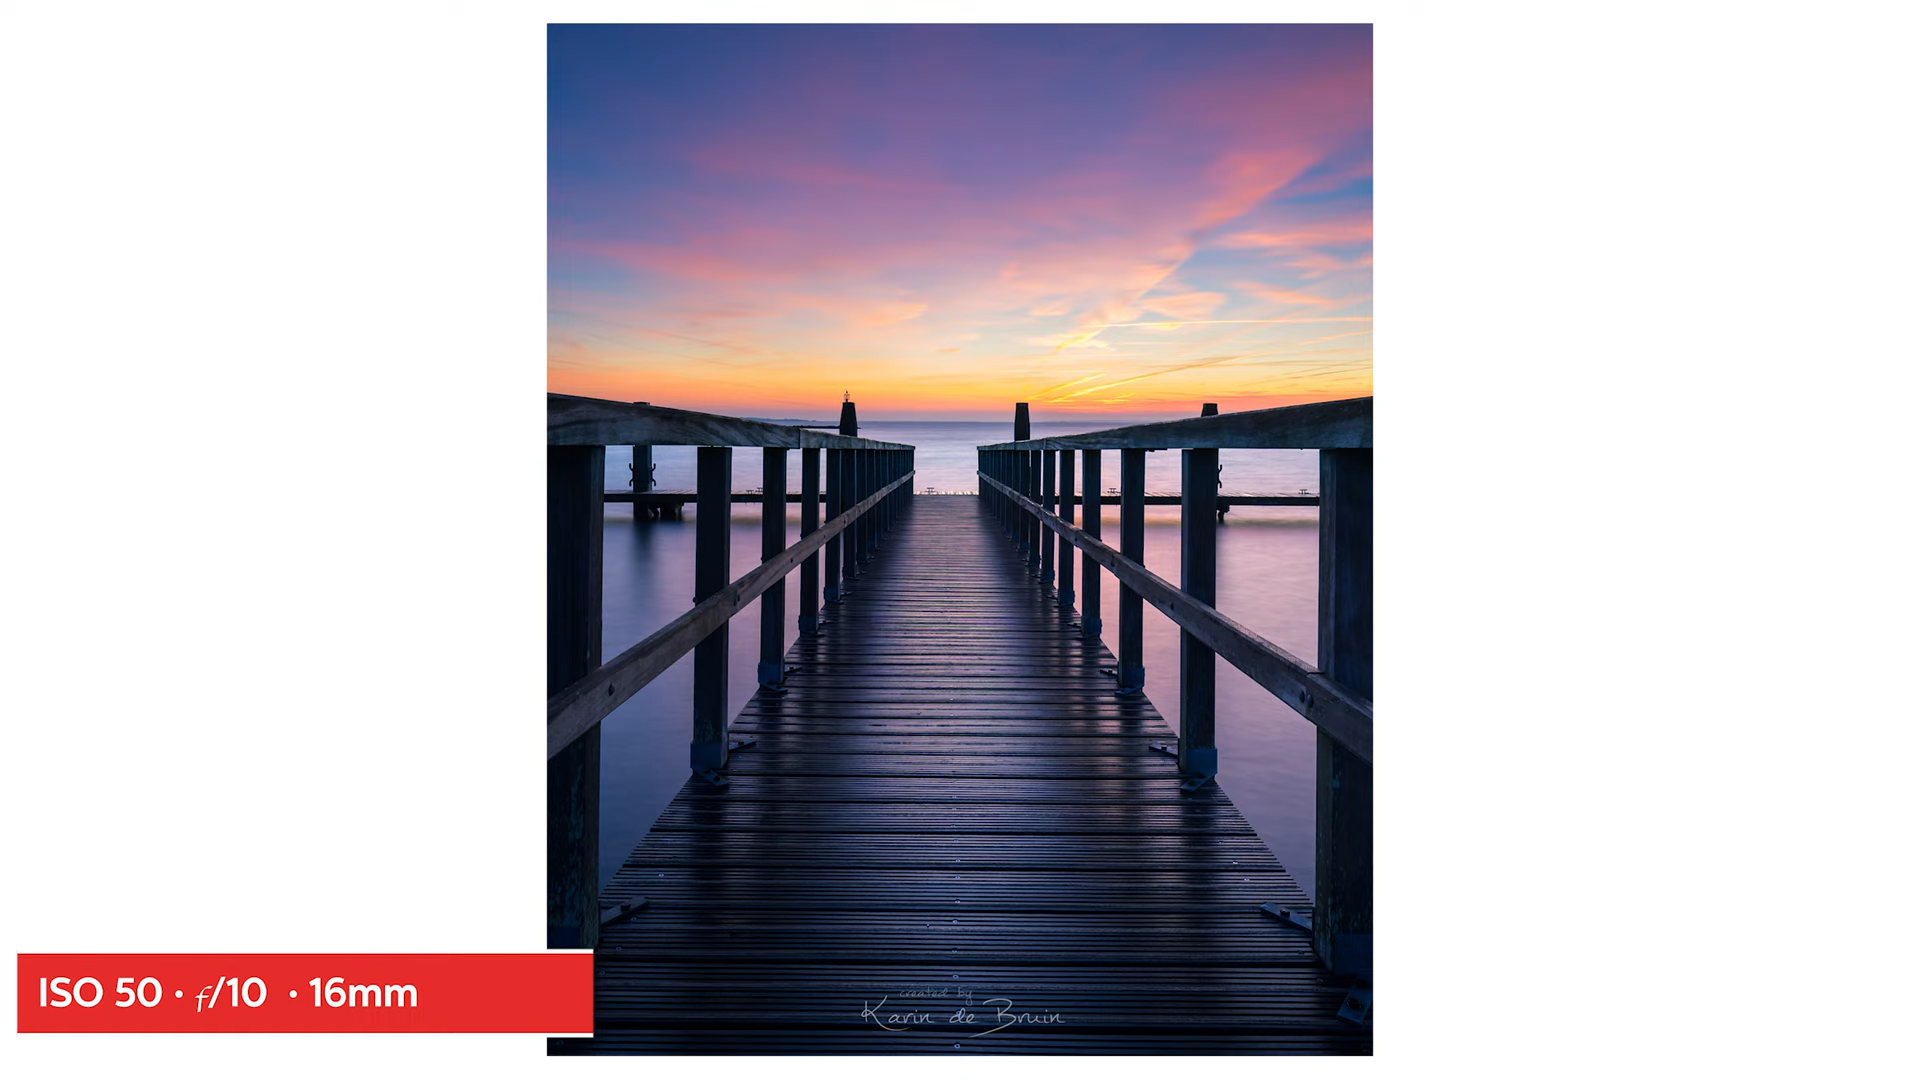 ISO 50 · f/10 · 16mm
created by
Karin de Bruin